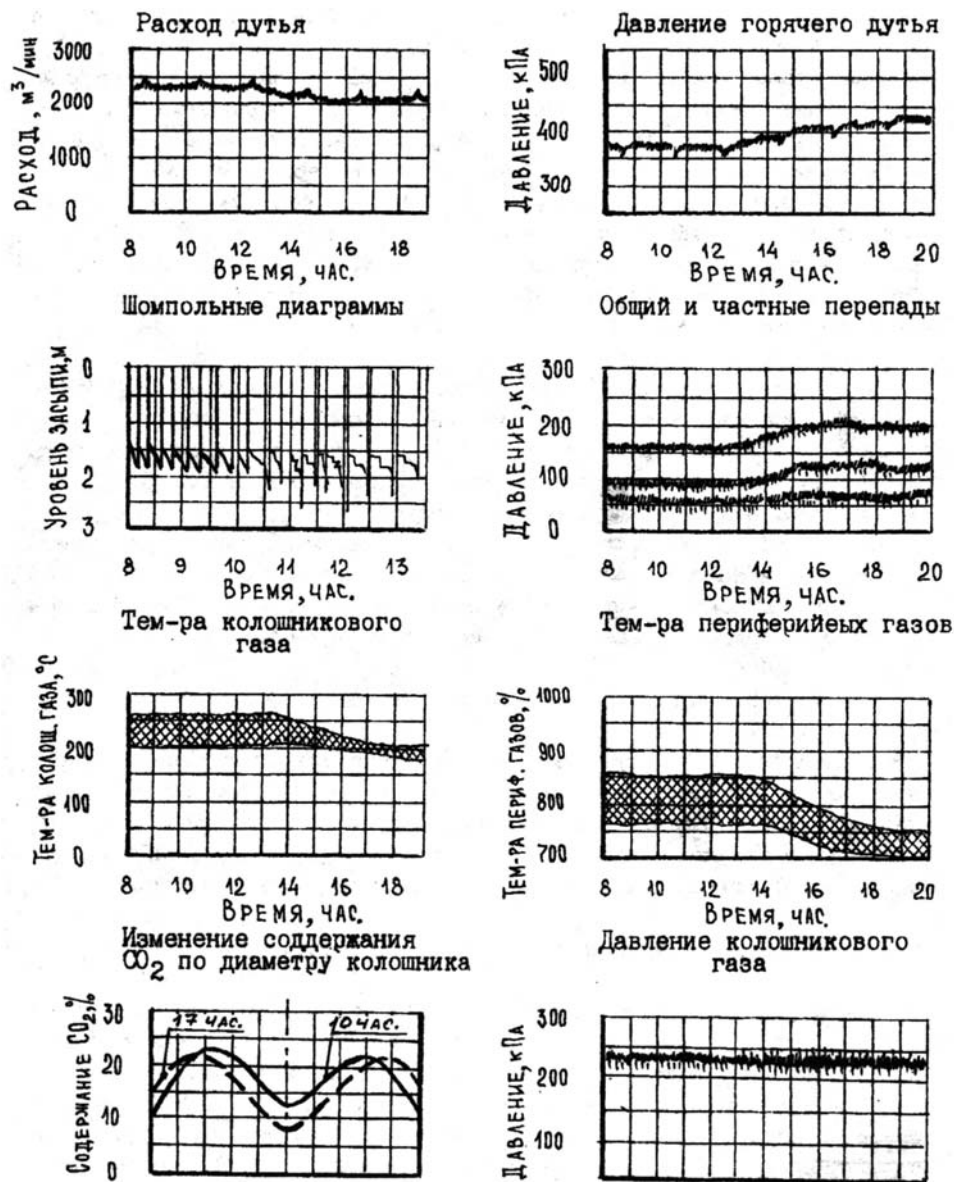 Расход дутья
РАСХОД, м³/мин
3000
2000
1000
0
8 10 12 14 16 18
ВРЕМЯ, ЧАС.
Давление горячего дутья
ДАВЛЕНИЕ, кПа
500
400
300
8 10 12 14 16 18 20
ВРЕМЯ, ЧАС.
Шомпольные диаграммы
УРОВЕНЬ ЗАСЫПИ,М
0
1
2
3
8 9 10 11 12 13
ВРЕМЯ, ЧАС.
Общий и частные перепады
ДАВЛЕНИЕ, кПа
300
200
100
0
8 10 12 14 16 18 20
ВРЕМЯ, ЧАС.
Тем-ра колошникового
газа
ТЕМ-РА КОЛОШ. ГАЗА,°С
300
200
100
0
8 10 12 14 16 18
ВРЕМЯ, ЧАС.
Тем-ра периферийеых газов
ТЕМ-РА ПЕРИФ. ГАЗОВ,%
1000
900
800
700
8 10 12 14 16 18 20
ВРЕМЯ, ЧАС.
Изменение соддержания
CO₂ по диаметру колошника
СОДЕРЖАНИЕ CO₂,%
30
20
10
0
17 ЧАС.
10 ЧАС.
Давление колошникового
газа
ДАВЛЕНИЕ, кПа
300
200
100